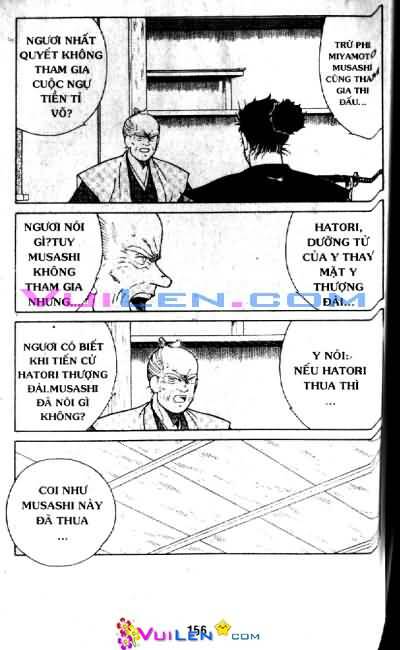 TRỪ PHI
MIYAMOTO
MUSASHI
CŨNG THA
GIA THI
ĐẤU...
NGƯƠI NHẤT
QUYẾT KHÔNG
THAM GIA
CUỘC NGỰ
TIỀN TỈ
VÕ?
HATORI,
DƯỠNG TỬ
CỦA Y THAY
MẶT Y
THƯỢNG
ĐÀI...
NGƯƠI NÓI
GÌ?TUY
MUSASHI
KHÔNG
THAM GIA
NHƯNG...
VUILEN.COM
Y NÓI:
NẾU HATORI
THUA THÌ
...
NGƯƠI CÓ BIẾT
KHI TIẾN CỬ
HATORI THƯỢNG
ĐÀI.MUSASHI
ĐÃ NÓI GÌ
KHÔNG?
COI NHƯ
MUSASHI NÀY
ĐÃ THUA
...
156
VUILEN.COM